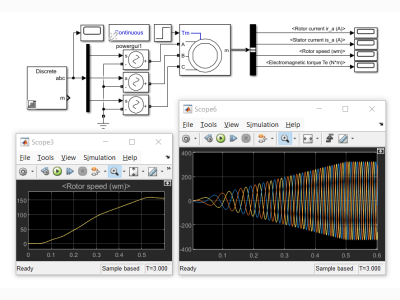 Continuous
powergui1
Discrete
abc
m
Tm
A
B
C
m
<Rotor current ir_a (A)>
<Stator current is_a (A)>
<Rotor speed (wm)>
<Electromagnetic torque Te (N*m)>
Scope3
File Tools View Simulation Help
<Rotor speed (wm)>
150
100
50
0
0 0.1 0.2 0.3 0.4 0.5
Ready Sample based T=3.000
Scope6
File Tools View Simulation Help
400
200
0
-200
-400
0.1 0.2 0.3 0.4 0.5 0.6
Ready Sample based T=3.000